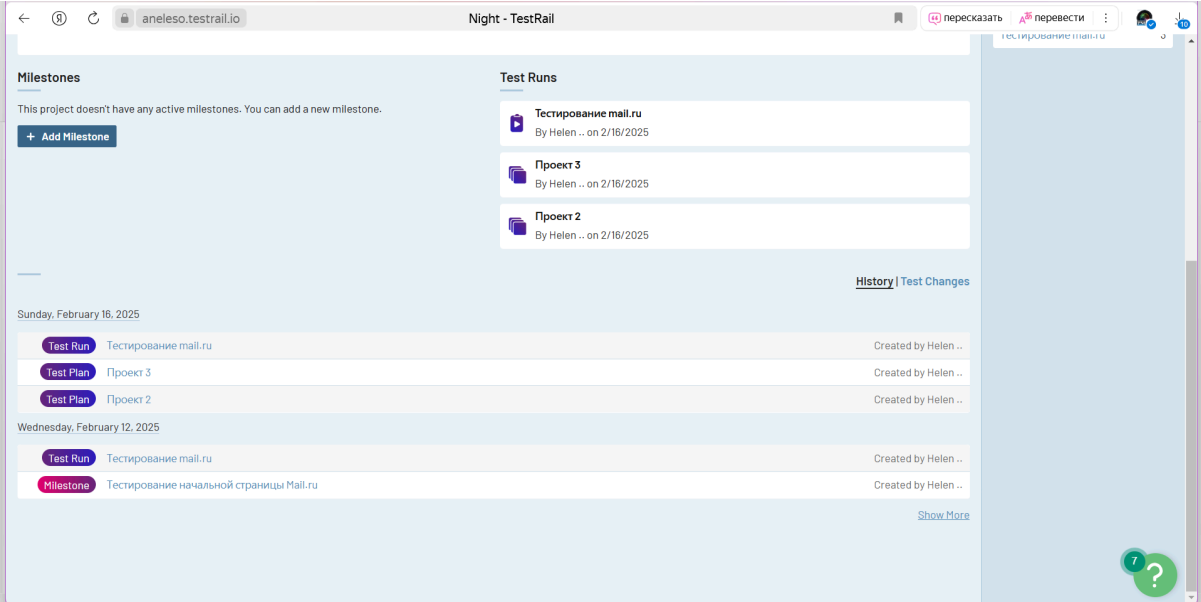 aneleso.testrail.io
Night - TestRail
пересказать
перевести
10
Тестирование mail.ru 3
Milestones
This project doesn't have any active milestones. You can add a new milestone.
+ Add Milestone
Test Runs
Тестирование mail.ru
By Helen .. on 2/16/2025
Проект 3
By Helen .. on 2/16/2025
Проект 2
By Helen .. on 2/16/2025
History | Test Changes
Sunday, February 16, 2025
Test Run Тестирование mail.ru Created by Helen ..
Test Plan Проект 3 Created by Helen ..
Test Plan Проект 2 Created by Helen ..
Wednesday, February 12, 2025
Test Run Тестирование mail.ru Created by Helen ..
Milestone Тестирование начальной страницы Mail.ru Created by Helen ..
Show More
7
?